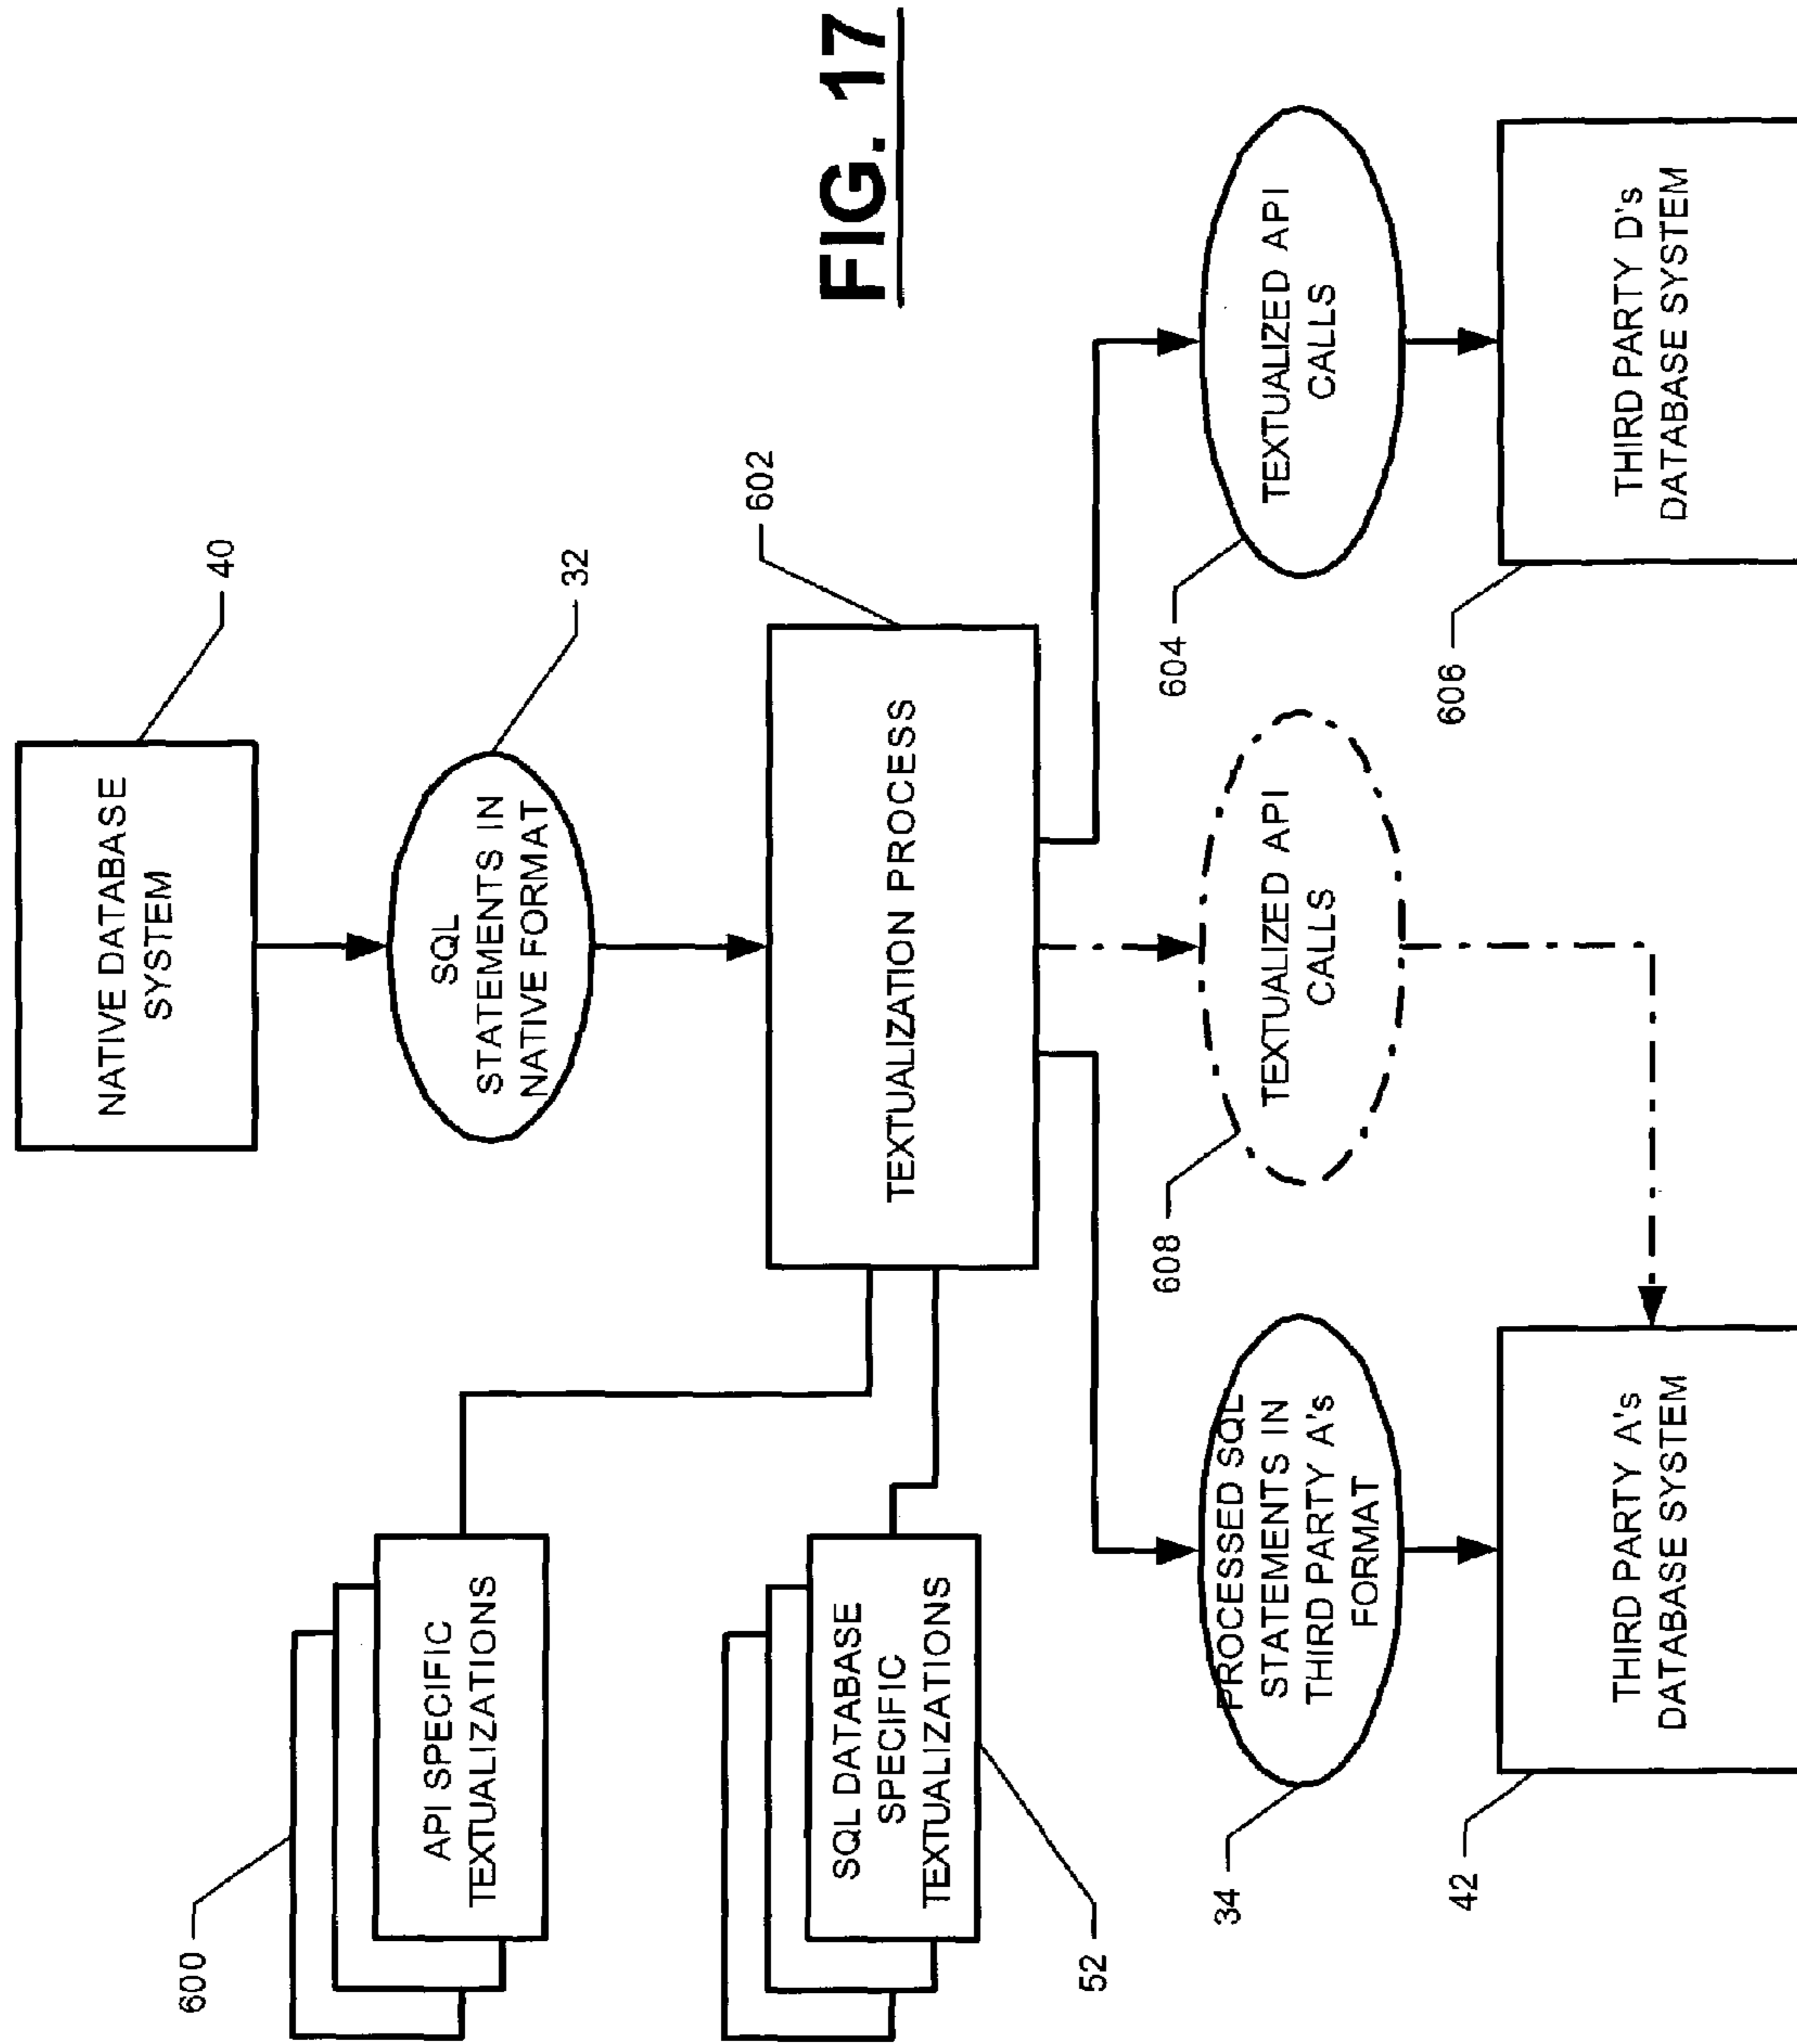 NATIVE DATABASE
SYSTEM
40
SQL
STATEMENTS IN
NATIVE FORMAT
32
600
API SPECIFIC
TEXTUALIZATIONS
SQL DATABASE
SPECIFIC
TEXTUALIZATIONS
52
TEXTUALIZATION PROCESS
602
FIG. 17
34
PROCESSED SQL
STATEMENTS IN
THIRD PARTY A's
FORMAT
608
TEXTUALIZED API
CALLS
604
TEXTUALIZED API
CALLS
42
THIRD PARTY A's
DATABASE SYSTEM
606
THIRD PARTY D's
DATABASE SYSTEM